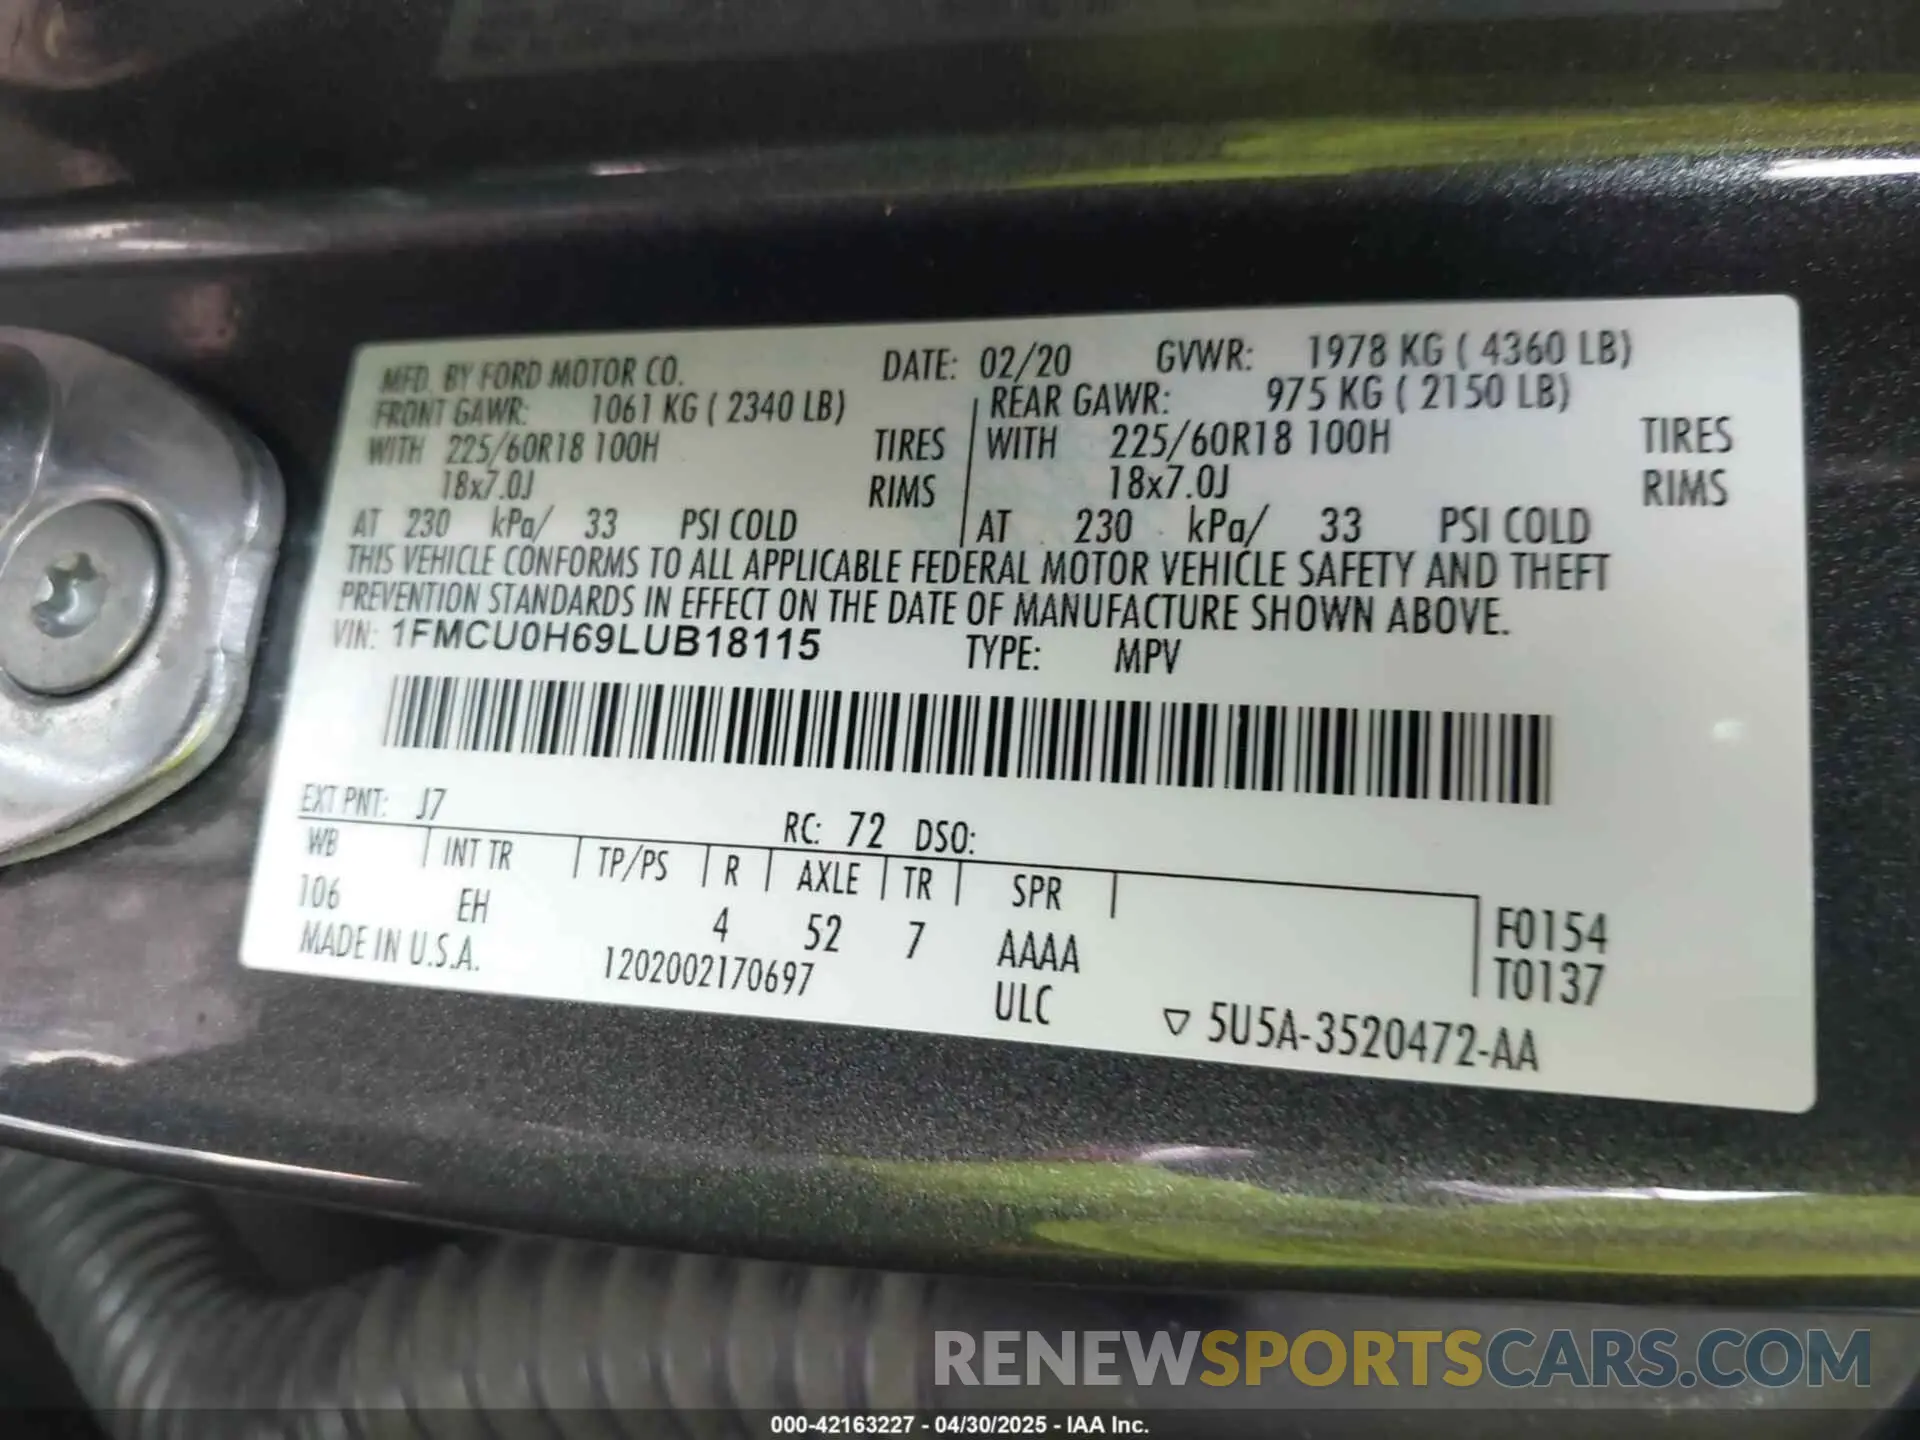 MFD. BY FORD MOTOR CO. DATE: 02/20 GVWR: 1978 KG ( 4360 LB)
FRONT GAWR: 1061 KG ( 2340 LB) REAR GAWR: 975 KG ( 2150 LB)
WITH 225/60R18 100H TIRES WITH 225/60R18 100H TIRES
18x7.0J RIMS 18x7.0J RIMS
AT 230 kPa/ 33 PSI COLD AT 230 kPa/ 33 PSI COLD
THIS VEHICLE CONFORMS TO ALL APPLICABLE FEDERAL MOTOR VEHICLE SAFETY AND THEFT
PREVENTION STANDARDS IN EFFECT ON THE DATE OF MANUFACTURE SHOWN ABOVE.
VIN: 1FMCU0H69LUB18115 TYPE: MPV
EXT PNT: J7 RC: 72 DSO:
WB INT TR TP/PS R AXLE TR SPR
106 EH 4 52 7 AAAA F0154
MADE IN U.S.A. 1202002170697 ULC T0137
▽ 5U5A-3520472-AA
RENEWSPORTSCARS.COM
000-42163227 - 04/30/2025 - IAA Inc.